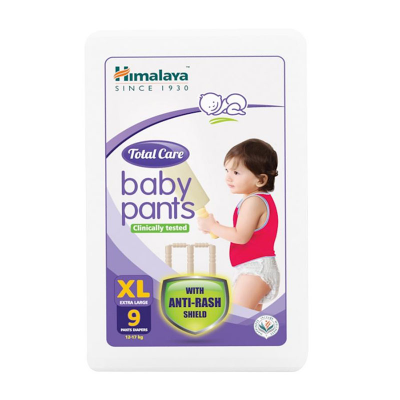 Himalaya
SINCE 1930
Total Care
baby
pants
Clinically tested
XL
EXTRA LARGE
9
PANTS DIAPERS
12-17 kg
WITH
ANTI-RASH
SHIELD